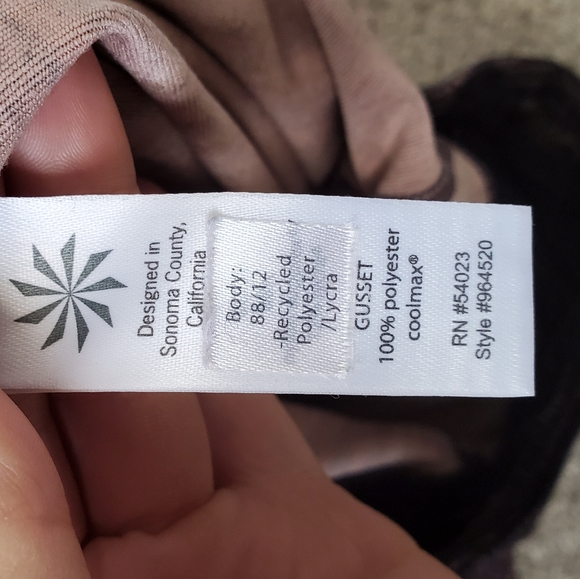 Designed in
Sonoma County,
California
Body:
88/12
-Recycled
Polyester
/Lycra
GUSSET
100% polyester
coolmax®
RN #54023
Style #964520